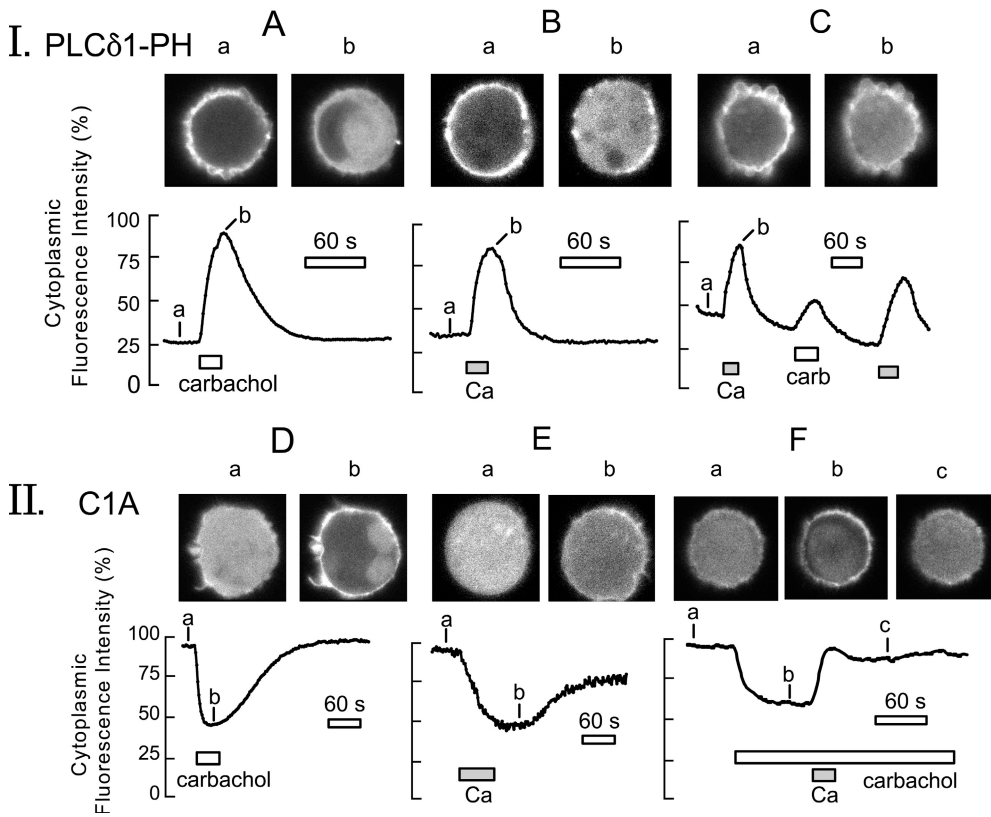 A B C
I. PLCδ1-PH a b a b a b
Cytoplasmic
Fluorescence Intensity (%)
100
75
50
25
0
a
b
60 s
carbachol
a
b
60 s
Ca
a
b
60 s
Ca
carb
D E F
II. C1A a b a b a b c
Cytoplasmic
Fluorescence Intensity (%)
100
75
50
25
0
a
b
60 s
carbachol
a
b
60 s
Ca
a
b
c
60 s
Ca
carbachol